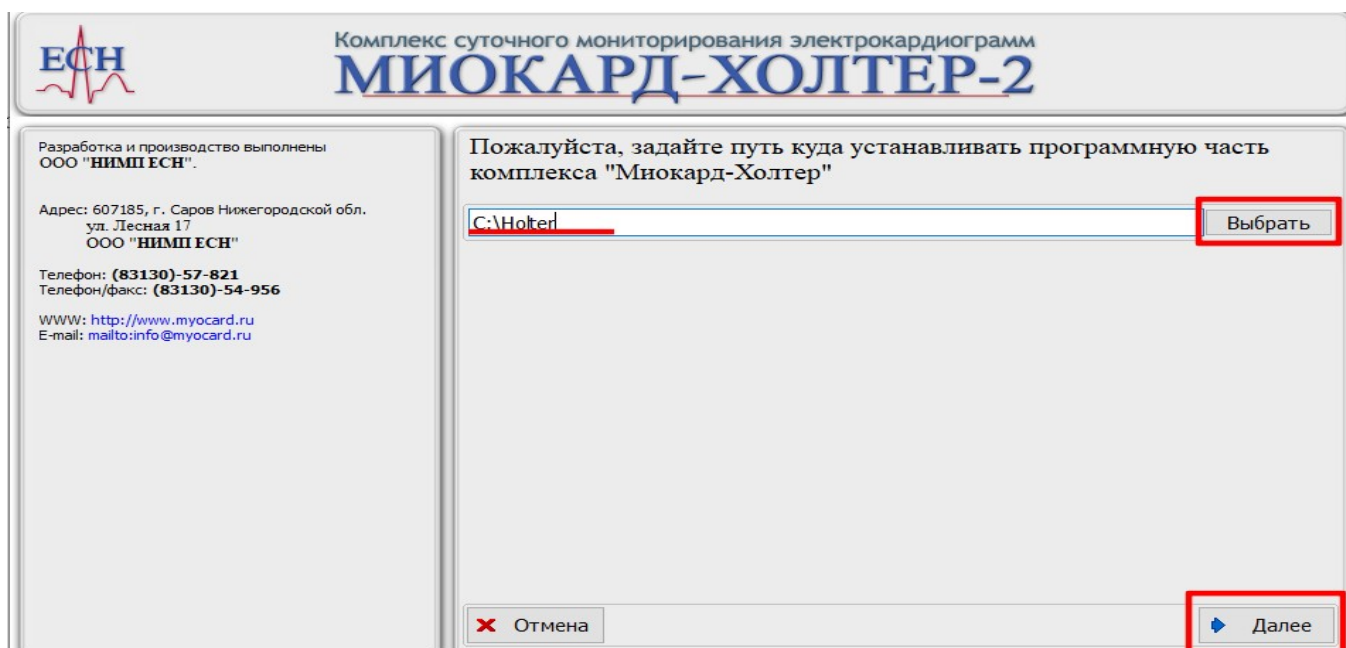 ЕСН
Комплекс суточного мониторирования электрокардиограмм
МИОКАРД-ХОЛТЕР-2
Разработка и производство выполнены
ООО "НИМП ЕСН".
Адрес: 607185, г. Саров Нижегородской обл.
ул. Лесная 17
ООО "НИМП ЕСН"
Телефон: (83130)-57-821
Телефон/факс: (83130)-54-956
WWW: http://www.myocard.ru
E-mail: mailto:info@myocard.ru
Пожалуйста, задайте путь куда устанавливать программную часть
комплекса "Миокард-Холтер"
C:\Holter
Выбрать
Отмена
Далее